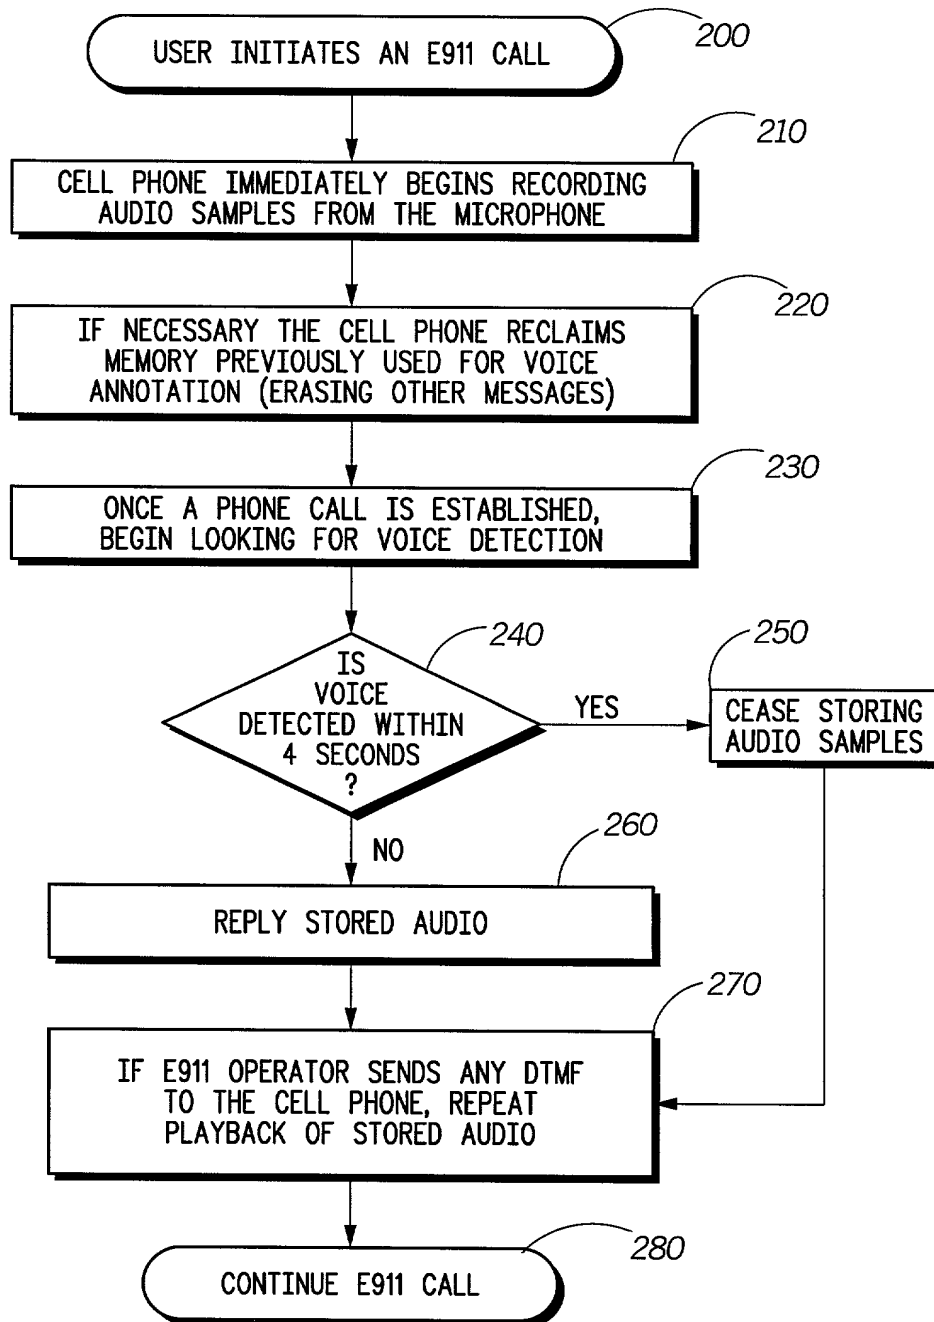 USER INITIATES AN E911 CALL
200
210
CELL PHONE IMMEDIATELY BEGINS RECORDING
AUDIO SAMPLES FROM THE MICROPHONE
220
IF NECESSARY THE CELL PHONE RECLAIMS
MEMORY PREVIOUSLY USED FOR VOICE
ANNOTATION (ERASING OTHER MESSAGES)
230
ONCE A PHONE CALL IS ESTABLISHED,
BEGIN LOOKING FOR VOICE DETECTION
240
IS
VOICE
DETECTED WITHIN
4 SECONDS
?
YES
250
CEASE STORING
AUDIO SAMPLES
NO
260
REPLY STORED AUDIO
270
IF E911 OPERATOR SENDS ANY DTMF
TO THE CELL PHONE, REPEAT
PLAYBACK OF STORED AUDIO
280
CONTINUE E911 CALL